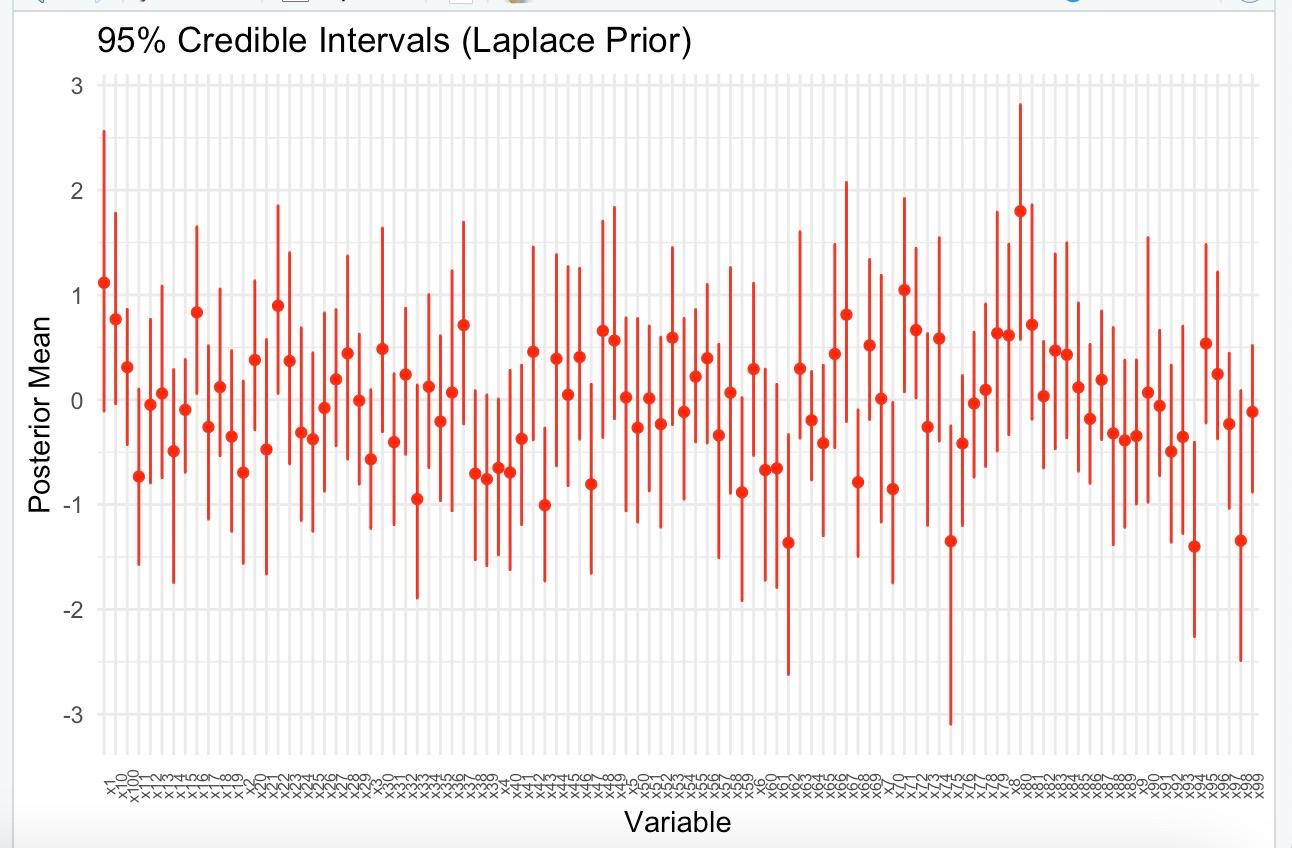 95% Credible Intervals (Laplace Prior)
3
2
1
0
-1
-2
-3
Posterior Mean
x1 x10 x100 x11 x12 x13 x14 x15 x16 x17 x18 x19 x2 x20 x21 x22 x23 x24 x25 x26 x27 x28 x29 x3 x30 x31 x32 x33 x34 x35 x36 x37 x38 x39 x4 x40 x41 x42 x43 x44 x45 x46 x47 x48 x49 x5 x50 x51 x52 x53 x54 x55 x56 x57 x58 x59 x6 x60 x61 x62 x63 x64 x65 x66 x67 x68 x69 x7 x70 x71 x72 x73 x74 x75 x76 x77 x78 x79 x8 x80 x81 x82 x83 x84 x85 x86 x87 x88 x89 x9 x90 x91 x92 x93 x94 x95 x96 x97 x98 x99
Variable